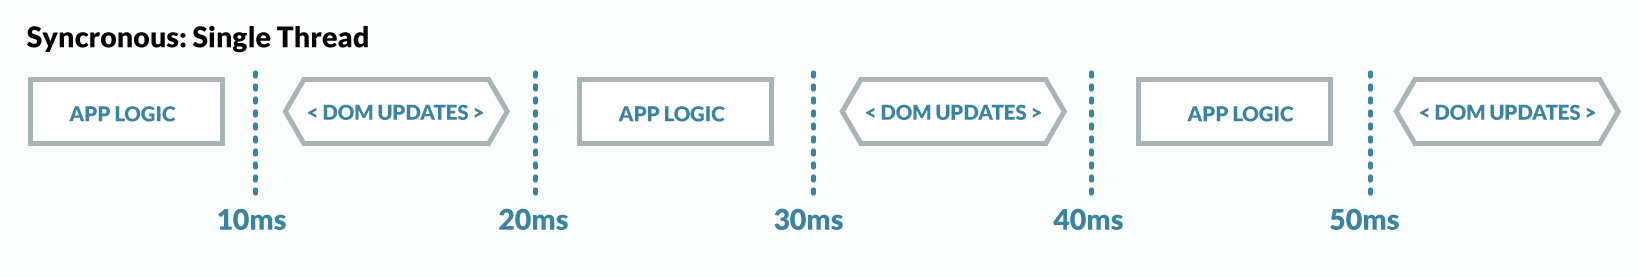 Syncronous: Single Thread
APP LOGIC
< DOM UPDATES >
APP LOGIC
< DOM UPDATES >
APP LOGIC
< DOM UPDATES >
10ms
20ms
30ms
40ms
50ms